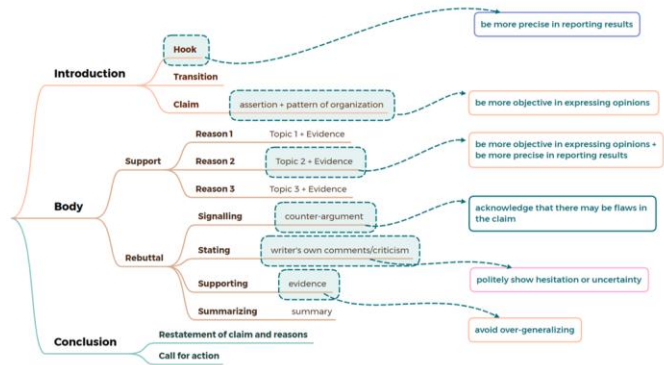 be more precise in reporting results
Hook
Introduction
Transition
Claim
assertion + pattern of organization
be more objective in expressing opinions
Reason 1
Topic 1 + Evidence
Support
Reason 2
Topic 2 + Evidence
be more objective in expressing opinions +
be more precise in reporting results
Reason 3
Topic 3 + Evidence
Body
Signalling
counter-argument
acknowledge that there may be flaws in
the claim
Rebuttal
Stating
writer's own comments/criticism
Supporting
evidence
politely show hesitation or uncertainty
Summarizing
summary
avoid over-generalizing
Conclusion
Restatement of claim and reasons
Call for action